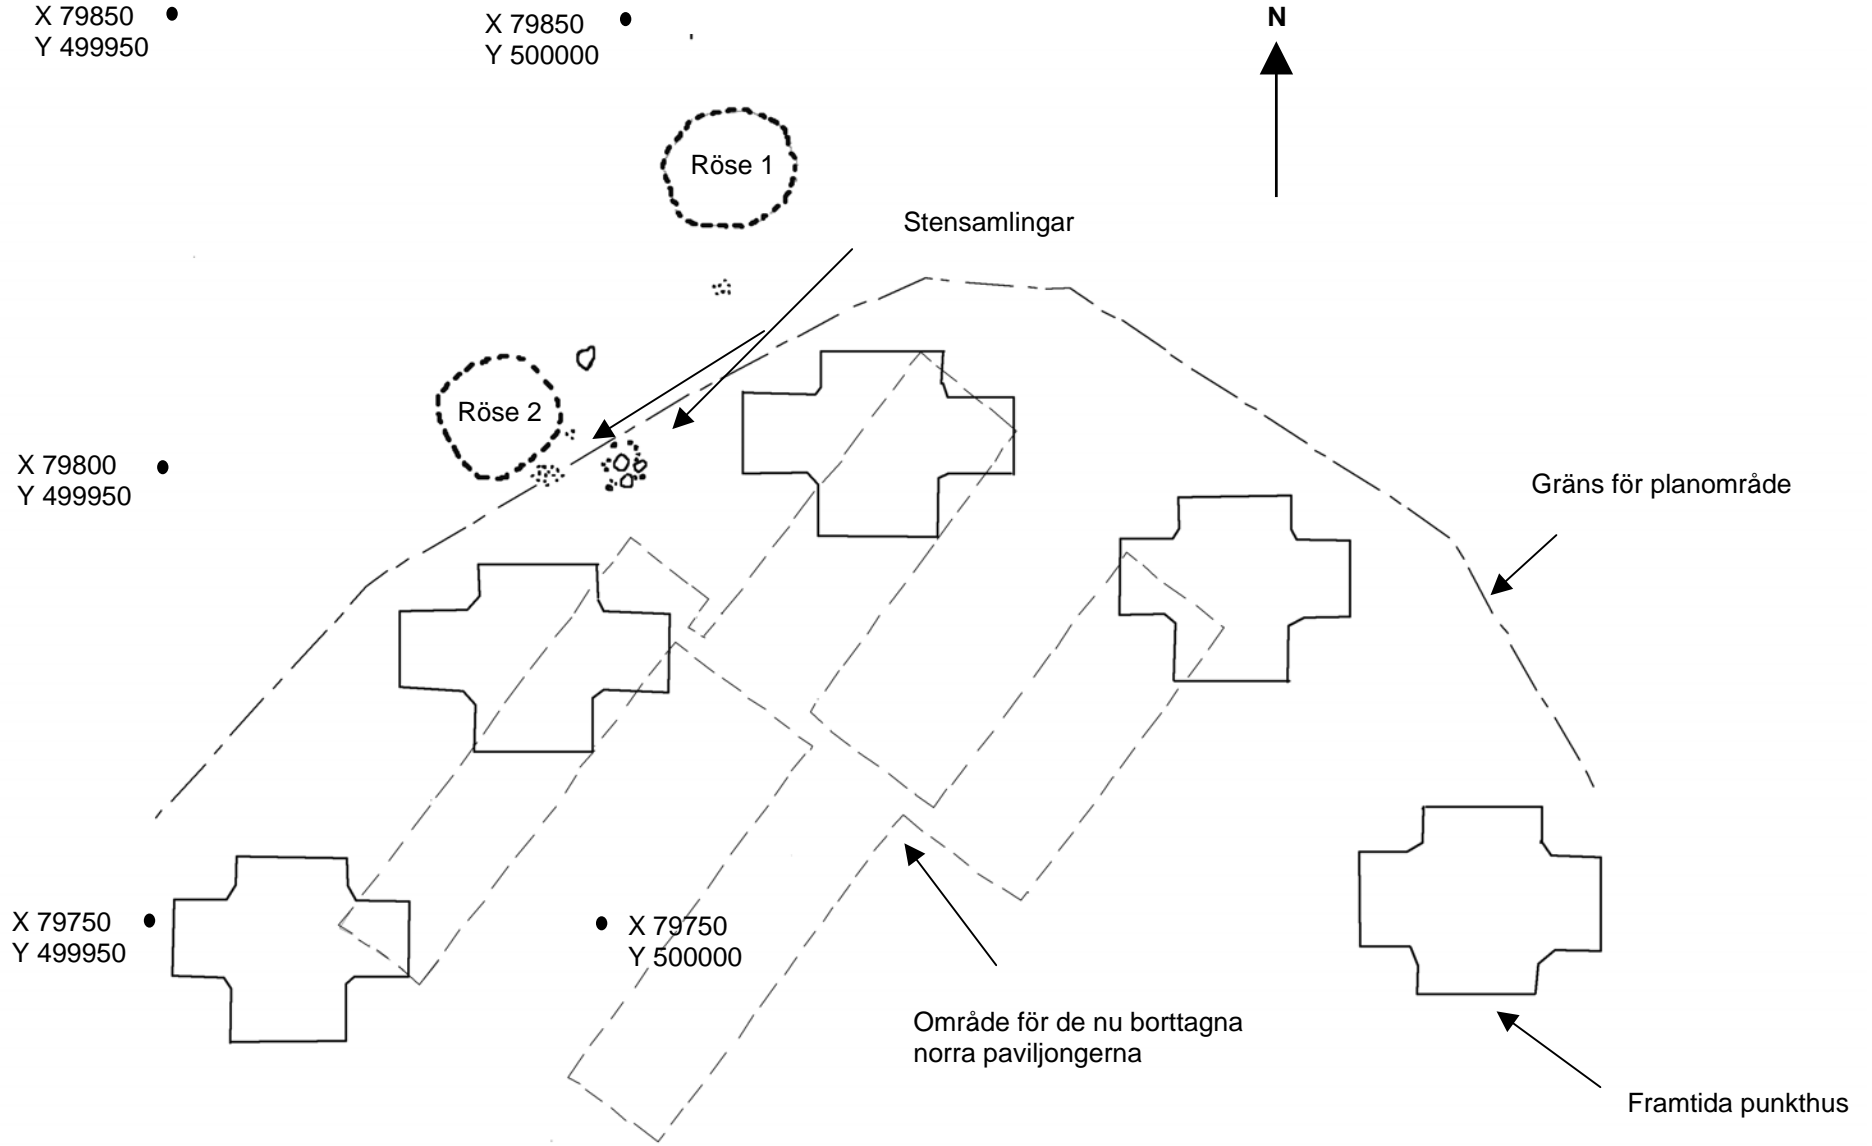 X 79850
Y 499950
X 79850
Y 500000
N
Röse 1
Stensamlingar
Röse 2
X 79800
Y 499950
Gräns för planområde
X 79750
Y 499950
X 79750
Y 500000
Område för de nu borttagna
norra paviljongerna
Framtida punkthus